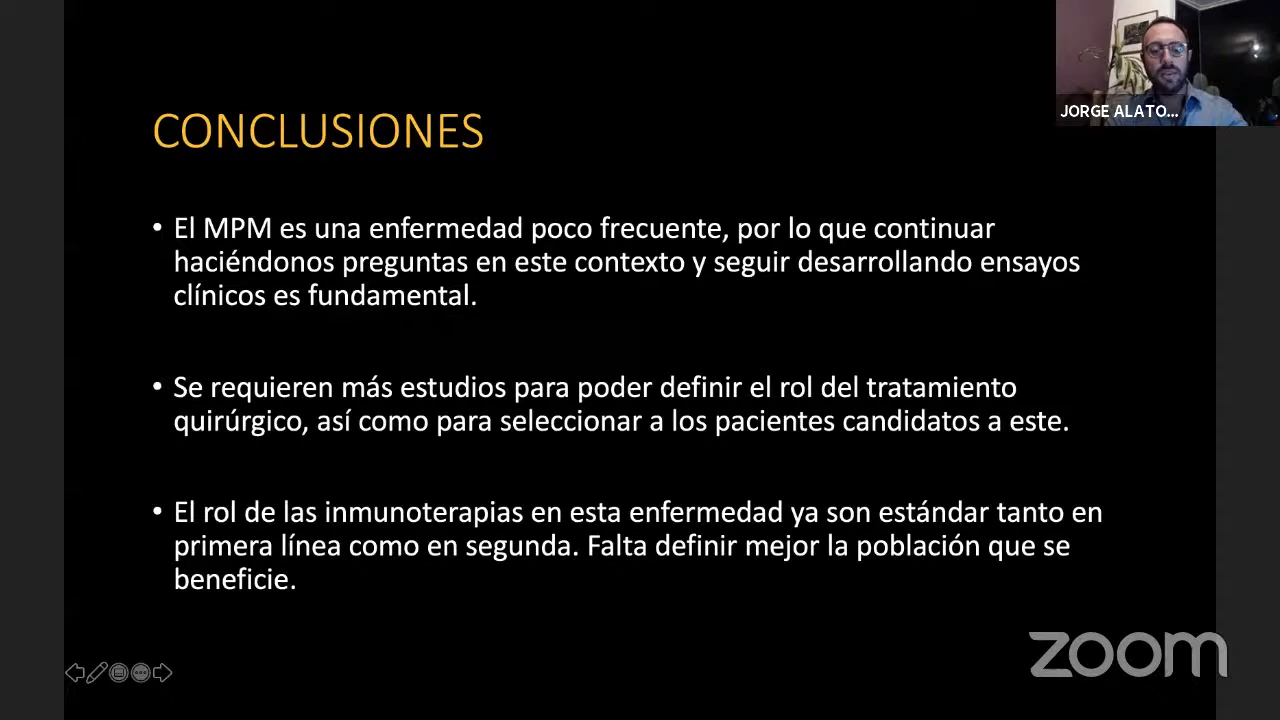 JORGE ALATO...
CONCLUSIONES
• El MPM es una enfermedad poco frecuente, por lo que continuar
haciéndonos preguntas en este contexto y seguir desarrollando ensayos
clínicos es fundamental.
• Se requieren más estudios para poder definir el rol del tratamiento
quirúrgico, así como para seleccionar a los pacientes candidatos a este.
• El rol de las inmunoterapias en esta enfermedad ya son estándar tanto en
primera línea como en segunda. Falta definir mejor la población que se
beneficie.
zoom